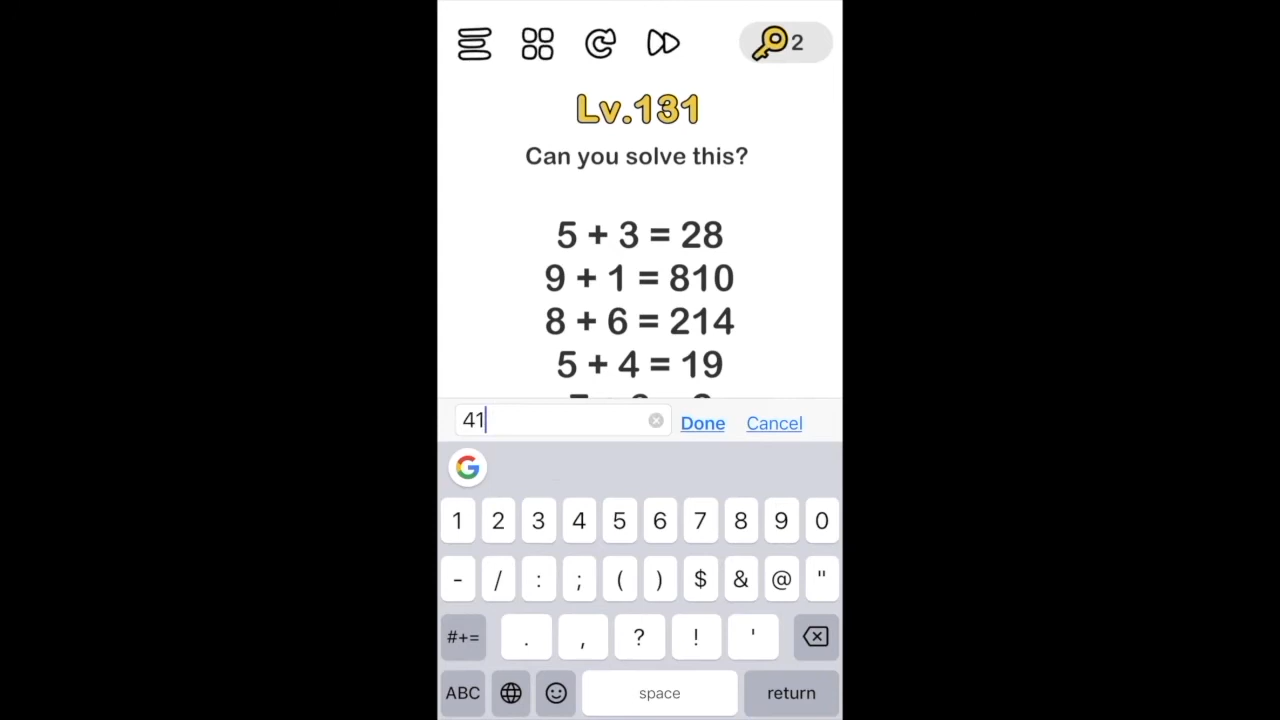 2
Lv.131
Can you solve this?
5 + 3 = 28
9 + 1 = 810
8 + 6 = 214
5 + 4 = 19
41 Done Cancel
G
1 2 3 4 5 6 7 8 9 0
- / : ; ( ) $ & @ "
#+= . , ? ! '
ABC space return